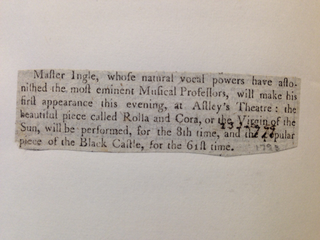 Maſter Ingle, whoſe natural vocal powers have aſto-
niſhed the moſt eminent Muſical Profeſſors, will make his
firſt appearance this evening, at Aſtley's Theatre: the
beautiful piece called Rolla and Cora, or the Virgin of the
Sun, will be performed, for the 8th time, and the popular
piece of the Black Caſtle, for the 61ſt time.